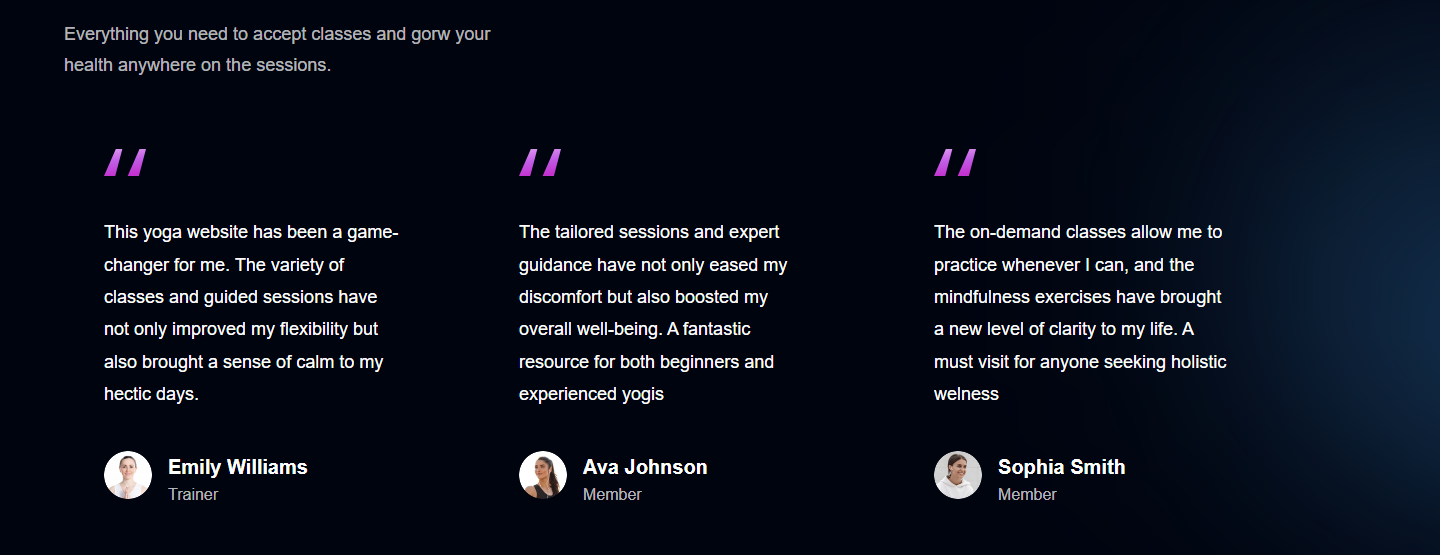 Everything you need to accept classes and gorw your
health anywhere on the sessions.
This yoga website has been a game-
changer for me. The variety of
classes and guided sessions have
not only improved my flexibility but
also brought a sense of calm to my
hectic days.
Emily Williams
Trainer
The tailored sessions and expert
guidance have not only eased my
discomfort but also boosted my
overall well-being. A fantastic
resource for both beginners and
experienced yogis
Ava Johnson
Member
The on-demand classes allow me to
practice whenever I can, and the
mindfulness exercises have brought
a new level of clarity to my life. A
must visit for anyone seeking holistic
welness
Sophia Smith
Member